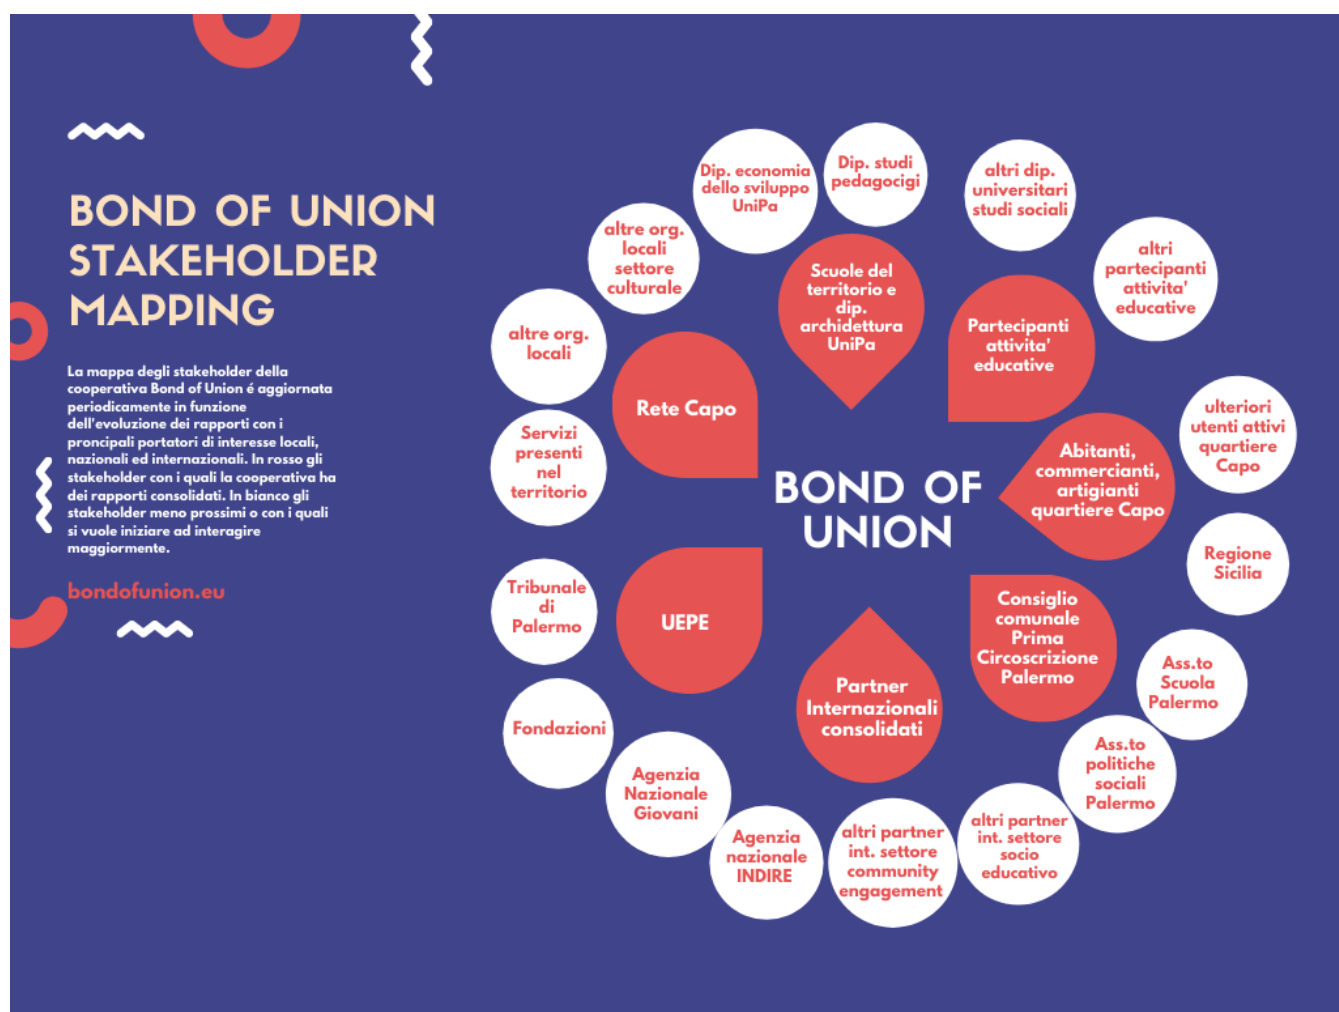 BOND OF UNION
STAKEHOLDER
MAPPING
La mappa degli stakeholder della
cooperativa Bond of Union é aggiornata
periodicamente in funzione
dell'evoluzione dei rapporti con i
proncipali portatori di interesse locali,
nazionali ed internazionali. In rosso gli
stakeholder con i quali la cooperativa ha
dei rapporti consolidati. In bianco gli
stakeholder meno prossimi o con i quali
si vuole iniziare ad interagire
maggiormente.
bondofunion.eu
BOND OF
UNION
Scuole del
territorio e
dip.
archidettura
UniPa
Partecipanti
attivita'
educative
Abitanti,
commercianti,
artigianti
quartiere Capo
Consiglio
comunale
Prima
Circoscrizione
Palermo
Partner
Internazionali
consolidati
UEPE
Rete Capo
Dip. economia
dello sviluppo
UniPa
Dip. studi
pedagocigi
altri dip.
universitari
studi sociali
altri
partecipanti
attivita'
educative
ulteriori
utenti attivi
quartiere
Capo
Regione
Sicilia
Ass.to
Scuola
Palermo
Ass.to
politiche
sociali
Palermo
altri partner
int. settore
socio
educativo
altri partner
int. settore
community
engagement
Agenzia
nazionale
INDIRE
Agenzia
Nazionale
Giovani
Fondazioni
Tribunale
di
Palermo
Servizi
presenti
nel
territorio
altre org.
locali
altre org.
locali
settore
culturale